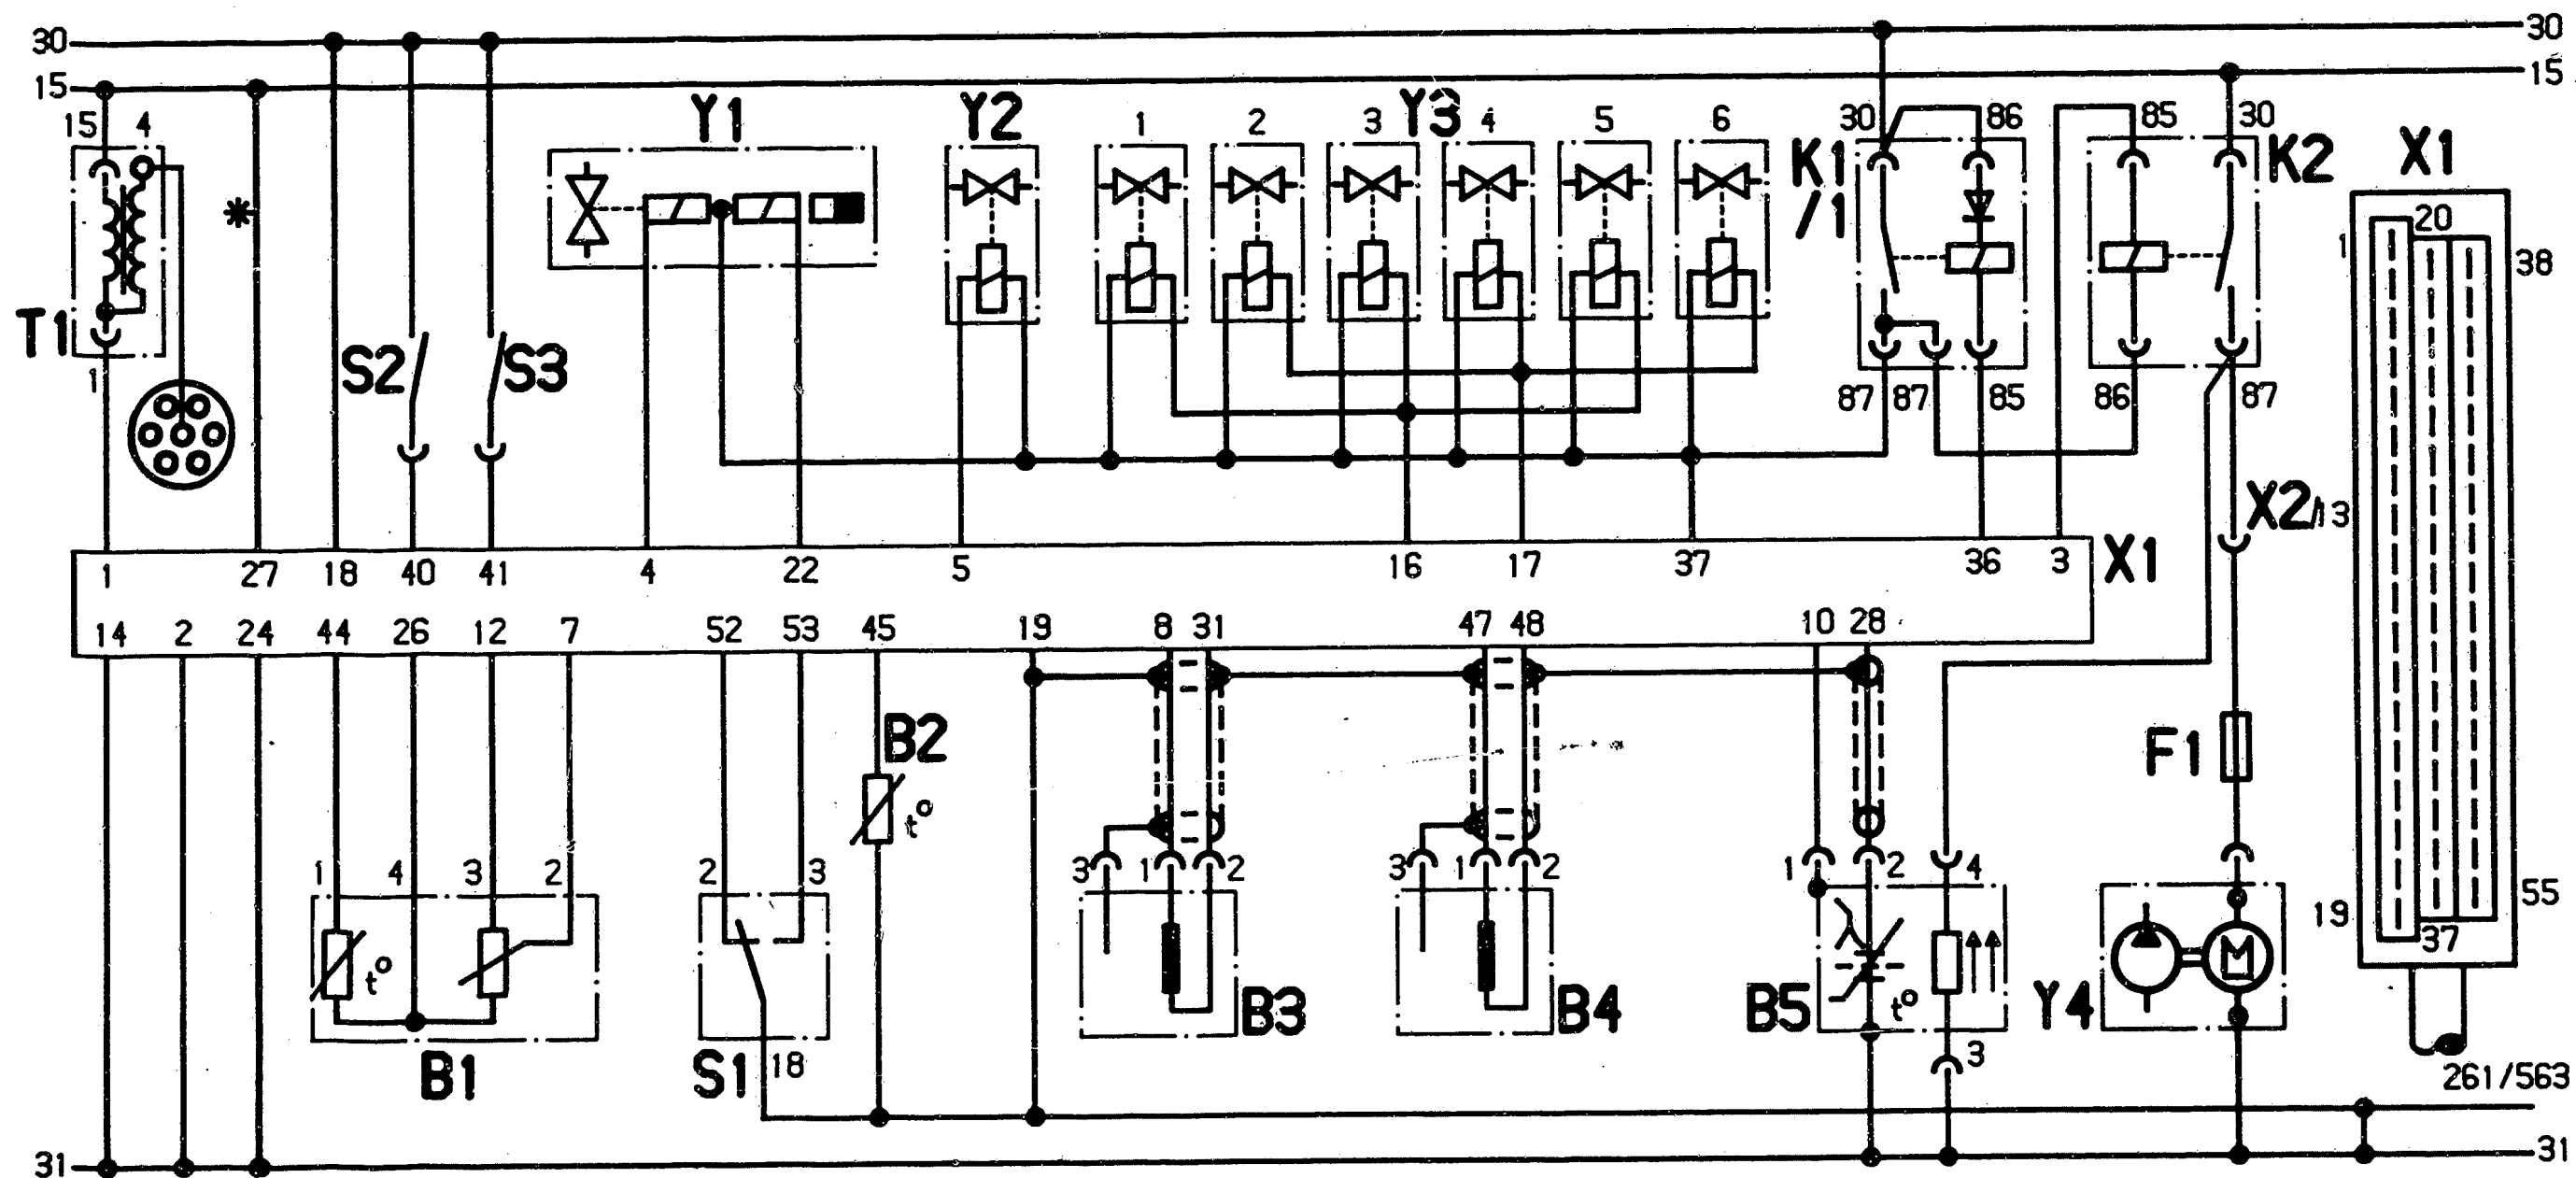 30 30
15 15
15 4 Y1 Y2 1 2 3 Y3 4 5 6 30 86 85 30
K1 K2 X1
/1
* 20
1 38
T1 S2 S3
1 87 87 85 86 87
X2/13
1 27 18 40 41 4 22 5 16 17 37 36 3 X1
14 2 24 44 26 12 7 52 53 45 19 8 31 47 48 10 28
B2 F1
t°
1 4 3 2 2 3 3 1 2 3 1 2 1 2 4
19 55
λ 37
t° M
B3 B4 B5 t° Y4
B1 S1 18 3
261/563
31 31